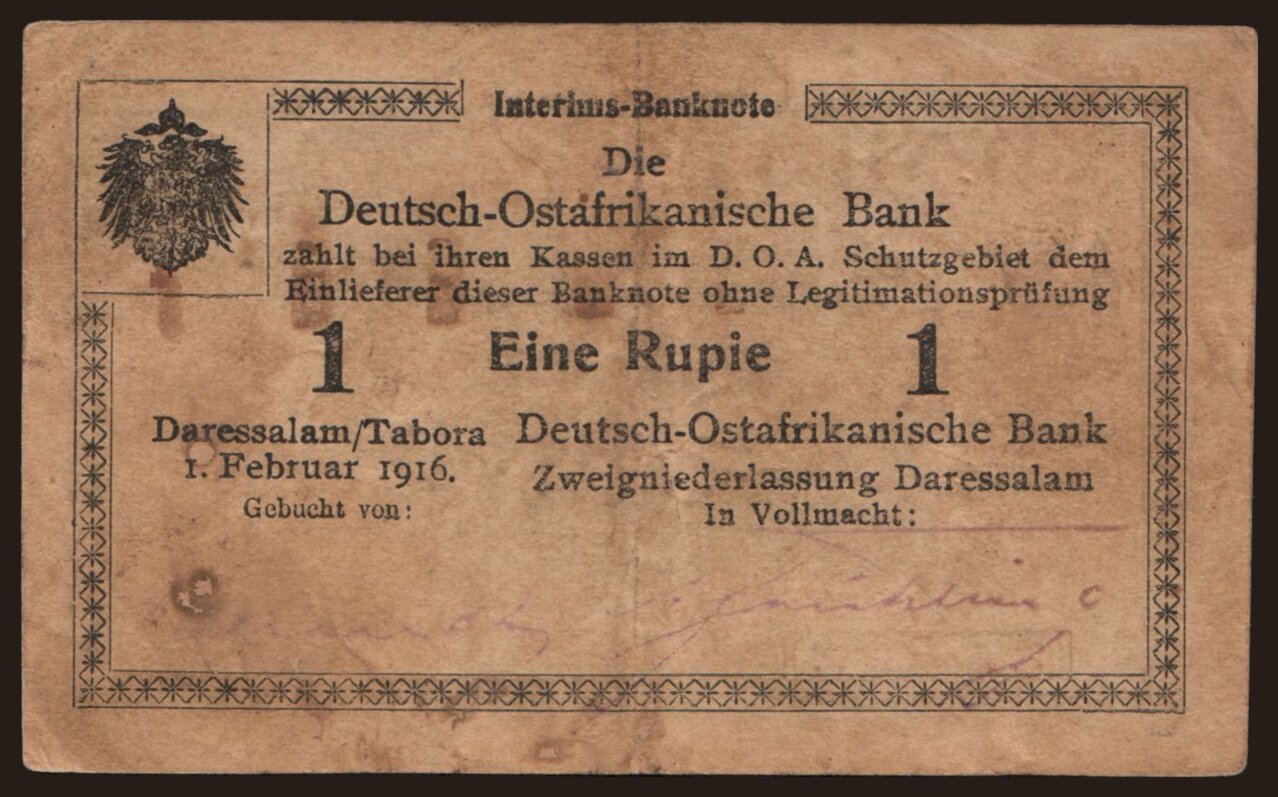 Interims-Banknote
Die
Deutsch-Ostafrikanische Bank
zahlt bei ihren Kassen im D. O. A. Schutzgebiet dem
Einlieferer dieser Banknote ohne Legitimationsprüfung
1 Eine Rupie 1
Daressalam/Tabora
1. Februar 1916.
Gebucht von:
Deutsch-Ostafrikanische Bank
Zweigniederlassung Daressalam
In Vollmacht: